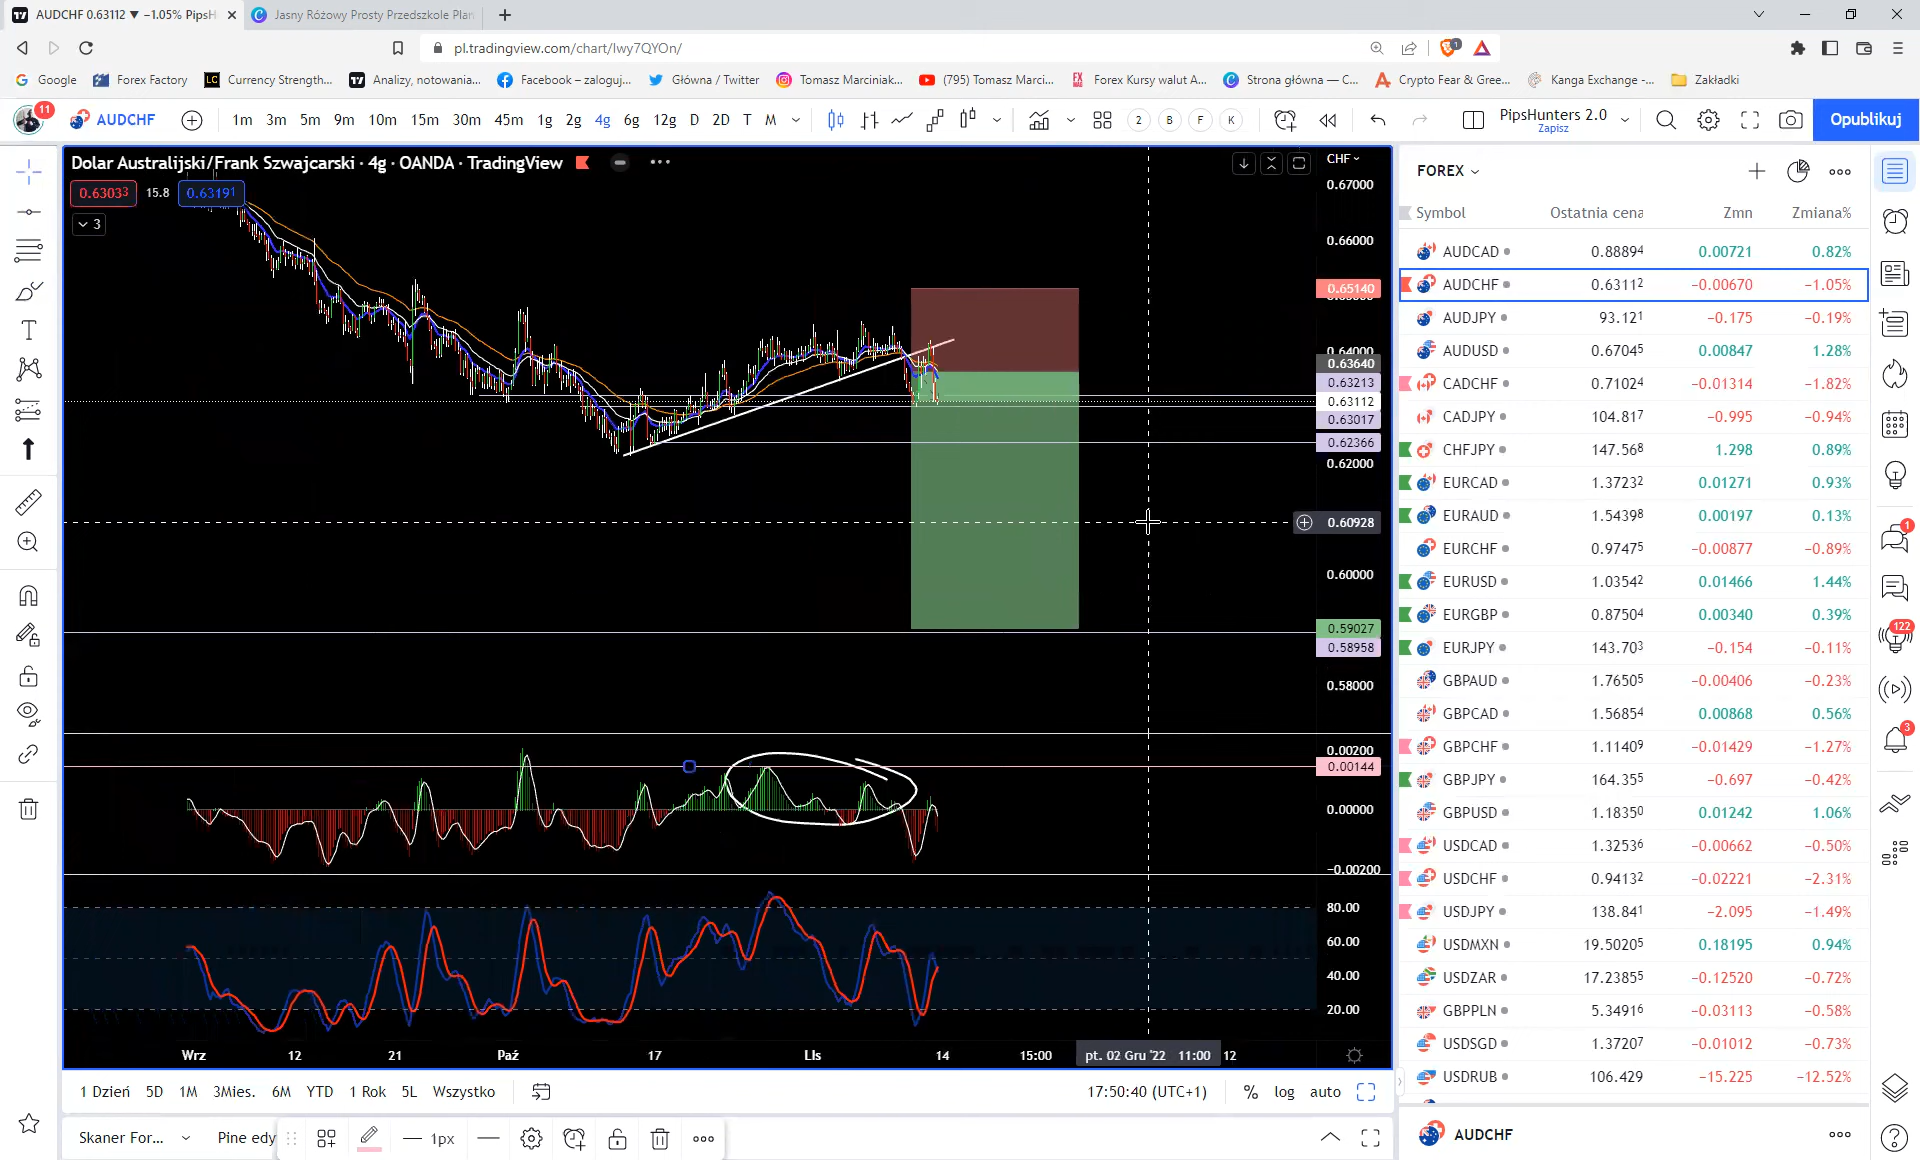 AUDCHF 0.63112 ▼ −1.05% PipsH
Jasny Różowy Prosty Przedszkole Plan
pl.tradingview.com/chart/Iwy7QYOn/
Google
Forex Factory
Currency Strength...
Analizy, notowania...
Facebook – zaloguj...
Główna / Twitter
Tomasz Marciniak...
(795) Tomasz Marci...
Forex Kursy walut A...
Strona główna — C...
Crypto Fear & Gree...
Kanga Exchange -...
Zakładki
11
AUDCHF
1m 3m 5m 9m 10m 15m 30m 45m 1g 2g 4g 6g 12g D 2D T M
2 B F K
PipsHunters 2.0
Zapisz
Opublikuj
Dolar Australijski/Frank Szwajcarski · 4g · OANDA · TradingView
0.63033 15.8 0.63191
3
CHF
0.67000
0.66000
0.65140
0.64000
0.63640
0.63213
0.63112
0.63017
0.62366
0.62000
0.60928
0.60000
0.59027
0.58958
0.58000
0.00200
0.00144
0.00000
−0.00200
80.00
60.00
40.00
20.00
Wrz 12 21 Paź 17 Lis 14 15:00 pt. 02 Gru '22 11:00 12
1 Dzień 5D 1M 3Mies. 6M YTD 1 Rok 5L Wszystko
17:50:40 (UTC+1) % log auto
Skaner For... Pine edy
1px
FOREX
Symbol Ostatnia cena Zmn Zmiana%
AUDCAD 0.88894 0.00721 0.82%
AUDCHF 0.63112 −0.00670 −1.05%
AUDJPY 93.121 −0.175 −0.19%
AUDUSD 0.67045 0.00847 1.28%
CADCHF 0.71024 −0.01314 −1.82%
CADJPY 104.817 −0.995 −0.94%
CHFJPY 147.568 1.298 0.89%
EURCAD 1.37232 0.01271 0.93%
EURAUD 1.54398 0.00197 0.13%
EURCHF 0.97475 −0.00877 −0.89%
EURUSD 1.03542 0.01466 1.44%
EURGBP 0.87504 0.00340 0.39%
EURJPY 143.703 −0.154 −0.11%
GBPAUD 1.76505 −0.00406 −0.23%
GBPCAD 1.56854 0.00868 0.56%
GBPCHF 1.11409 −0.01429 −1.27%
GBPJPY 164.355 −0.697 −0.42%
GBPUSD 1.18350 0.01242 1.06%
USDCAD 1.32536 −0.00662 −0.50%
USDCHF 0.94132 −0.02221 −2.31%
USDJPY 138.841 −2.095 −1.49%
USDMXN 19.50205 0.18195 0.94%
USDZAR 17.23855 −0.12520 −0.72%
GBPPLN 5.34916 −0.03113 −0.58%
USDSGD 1.37207 −0.01012 −0.73%
USDRUB 106.429 −15.225 −12.52%
AUDCHF
1
122
3